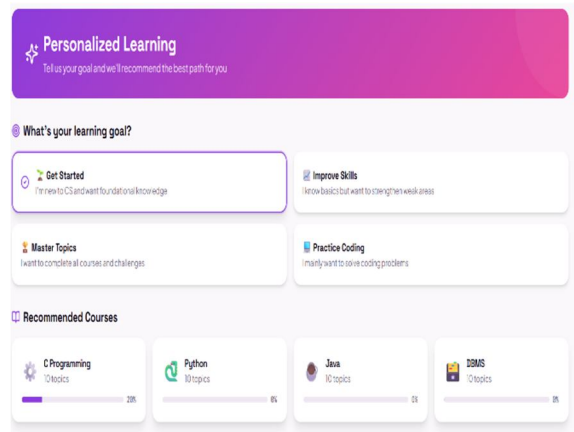 Personalized Learning
Tell us your goal and we'll recommend the best path for you
What's your learning goal?
Get Started
I'm new to CS and want foundational knowledge
Improve Skills
I know basics but want to strengthen weak areas
Master Topics
I want to complete all courses and challenges
Practice Coding
I mainly want to solve coding problems
Recommended Courses
C Programming
10 topics
20%
Python
10 topics
0%
Java
10 topics
0%
DBMS
10 topics
0%